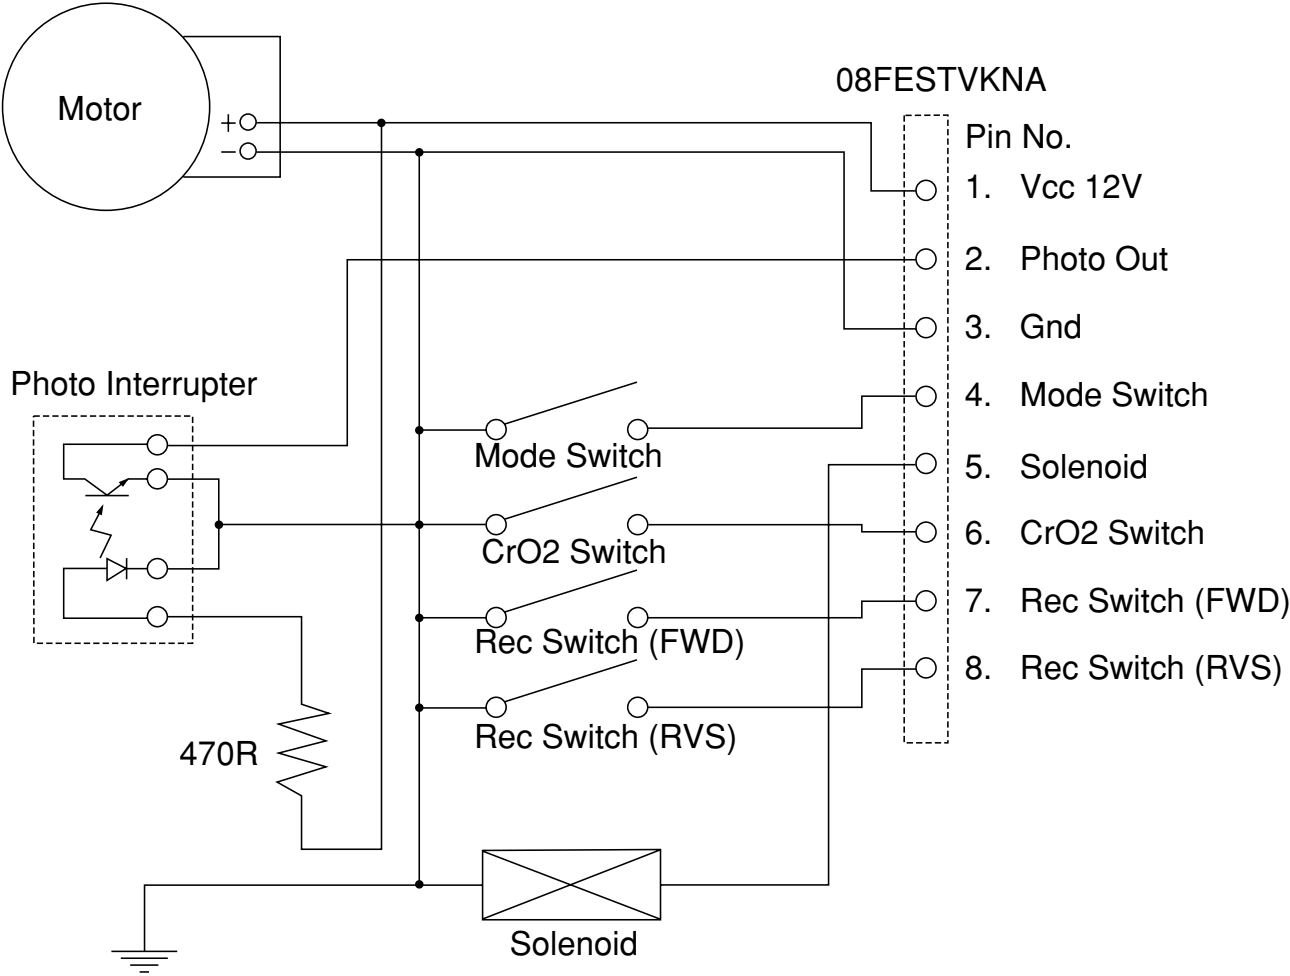 08FESTVKNA
Motor
+
−
Pin No.
1. Vcc 12V
2. Photo Out
3. Gnd
4. Mode Switch
5. Solenoid
6. CrO2 Switch
7. Rec Switch (FWD)
8. Rec Switch (RVS)
Photo Interrupter
Mode Switch
CrO2 Switch
Rec Switch (FWD)
Rec Switch (RVS)
470R
Solenoid